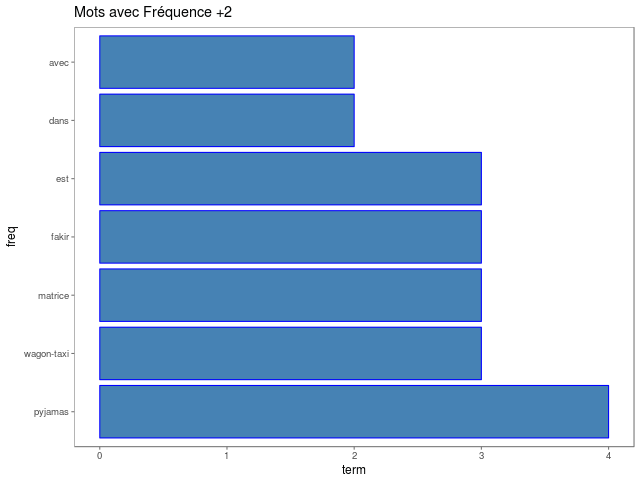 Mots avec Fréquence +2
avec
dans
est
fakir
matrice
wagon-taxi
pyjamas
freq
0 1 2 3 4
term